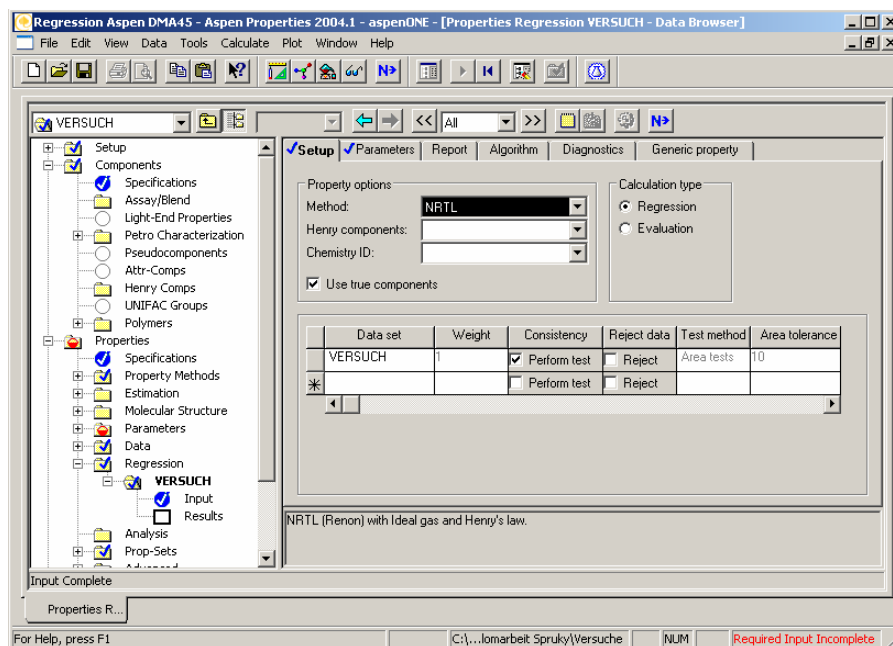 Regression Aspen DMA45 - Aspen Properties 2004.1 - aspenONE - [Properties Regression VERSUCH - Data Browser]
File Edit View Data Tools Calculate Plot Window Help
N>
VERSUCH << All >> N>
Setup
Components
Specifications
Assay/Blend
Light-End Properties
Petro Characterization
Pseudocomponents
Attr-Comps
Henry Comps
UNIFAC Groups
Polymers
Properties
Specifications
Property Methods
Estimation
Molecular Structure
Parameters
Data
Regression
VERSUCH
Input
Results
Analysis
Prop-Sets
Advanced
Setup Parameters Report Algorithm Diagnostics Generic property
Property options
Method: NRTL
Henry components:
Chemistry ID:
Use true components
Calculation type
Regression
Evaluation
Data set Weight Consistency Reject data Test method Area tolerance
VERSUCH 1 Perform test Reject Area tests 10
Perform test Reject
NRTL (Renon) with Ideal gas and Henry's law.
Input Complete
Properties R...
For Help, press F1 C:\...lomarbeit Spruky\Versuche NUM Required Input Incomplete